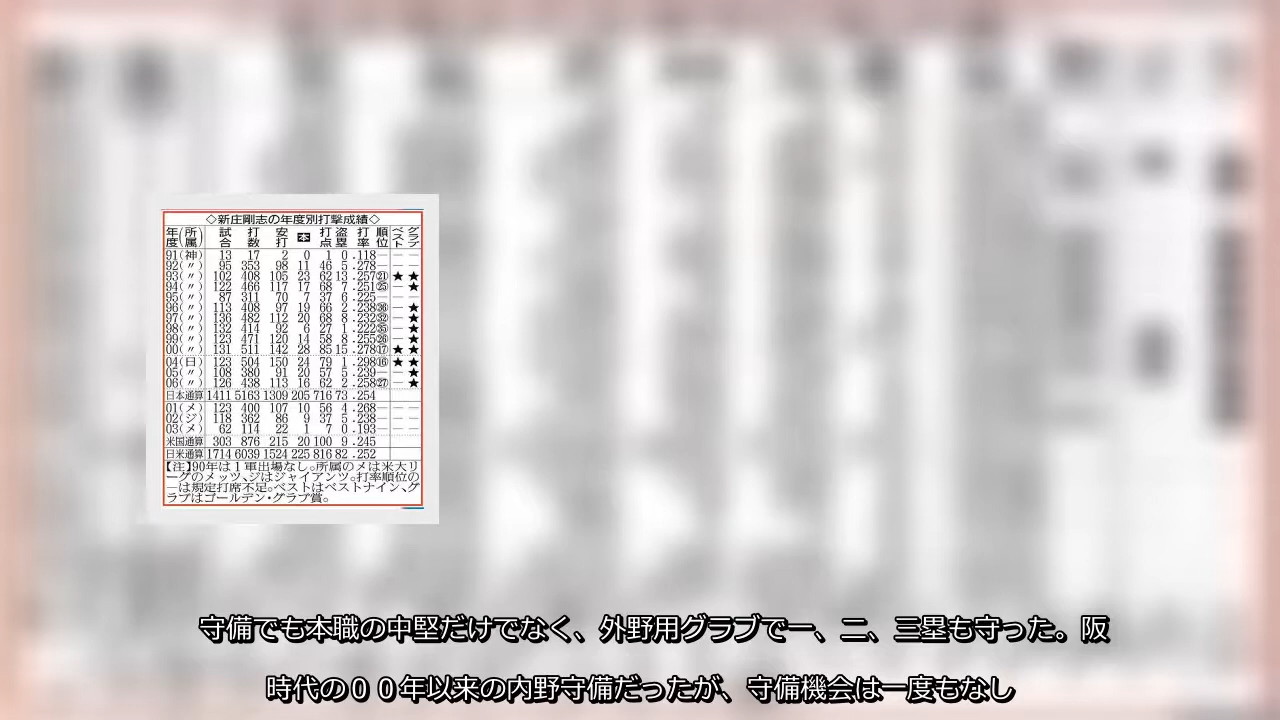 ◇新庄剛志の年度別打撃成績◇
年度(所属) 試合 打数 安打 本 打点 盗塁 打率 順位 ベスト グラブ
91(神) 13 17 2 0 1 0 .118 — — —
92(〃) 95 353 98 11 46 5 .278 — — —
93(〃) 102 408 105 23 62 13 .257㉑ ★ ★
94(〃) 122 466 117 17 68 7 .251㉕ — ★
95(〃) 87 311 70 7 37 6 .225 — — —
96(〃) 113 408 97 19 66 2 .238㉚ — ★
97(〃) 136 482 112 20 68 8 .232 — ★
98(〃) 132 414 92 6 27 1 .222 — ★
99(〃) 123 471 120 14 58 8 .255㉖ — ★
00(〃) 131 511 142 28 85 15 .278⑰ ★ ★
04(日) 123 504 150 24 79 1 .298⑯ ★ ★
05(〃) 108 380 91 20 57 5 .239 — — ★
06(〃) 126 438 113 16 62 2 .258㉗ — ★
日本通算 1411 5163 1309 205 716 73 .254
01(メ) 123 400 107 10 56 4 .268 — — —
02(ジ) 118 362 86 9 37 5 .238 — — —
03(メ) 62 114 22 1 7 0 .193 — — —
米国通算 303 876 215 20 100 9 .245
日米通算 1714 6039 1524 225 816 82 .252
【注】90年は1軍出場なし。所属のメは米大リ
ーグのメッツ、ジはジャイアンツ。打率順位の
—は規定打席不足。ベストはベストナイン、グ
ラブはゴールデン・グラブ賞。
守備でも本職の中堅だけでなく、外野用グラブで一、二、三塁も守った。阪
時代の００年以来の内野守備だったが、守備機会は一度もなし